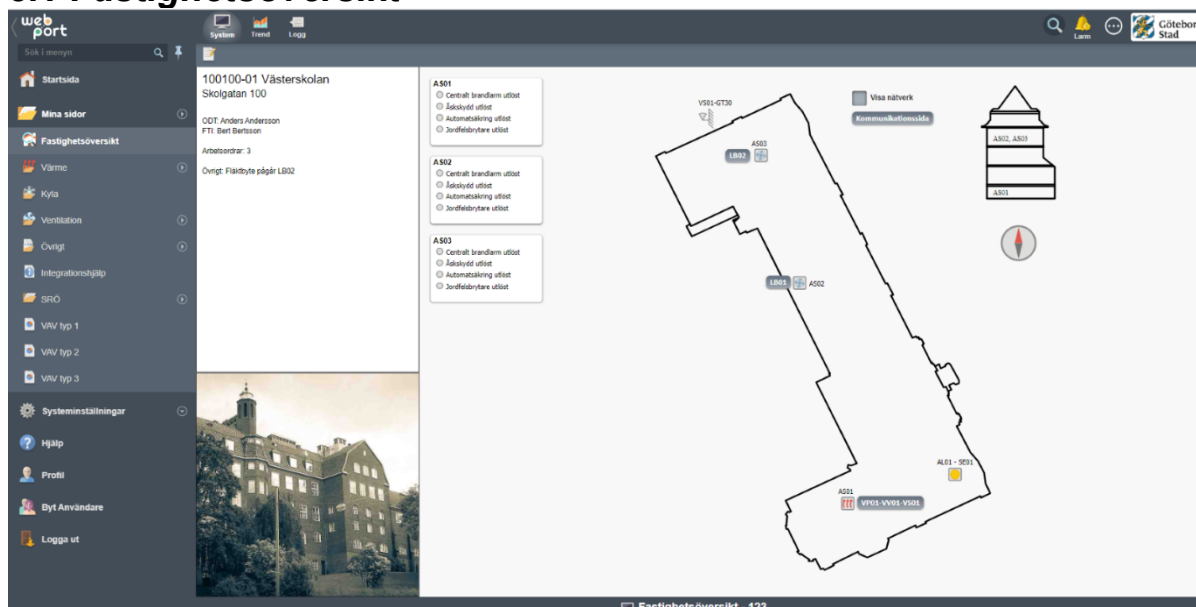 6.1 Fastighetsöversikt
web port
System
Trend
Logg
Larm
Götebor
Stad
Sök i menyn
Startsida
Mina sidor
Fastighetsöversikt
Värme
Kyla
Ventilation
Övrigt
Integrationshjälp
SRÖ
VAV typ 1
VAV typ 2
VAV typ 3
Systeminställningar
Hjälp
Profil
Byt Användare
Logga ut
100100-01 Västerskolan
Skolgatan 100
ODT: Anders Andersson
FTI: Bert Bertsson
Arbetsordrar: 3
Övrigt: Fläktbyte pågår LB02
AS01
Centralt brandlarm utlöst
Åskskydd utlöst
Automatsäkring utlöst
Jordfelsbrytare utlöst
AS02
Centralt brandlarm utlöst
Åskskydd utlöst
Automatsäkring utlöst
Jordfelsbrytare utlöst
AS03
Centralt brandlarm utlöst
Åskskydd utlöst
Automatsäkring utlöst
Jordfelsbrytare utlöst
VS01-GT30
AS03
LB02
Visa nätverk
Kommunikationssida
AS02, AS03
AS01
LB01
AS02
AL01 - SE01
AS01
VP01-VV01-VS01
Fastighetsöversikt - 123